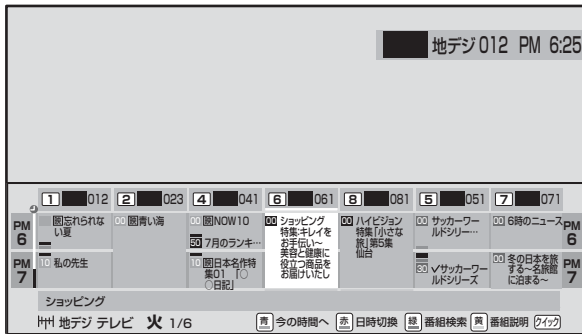 地デジ 012 PM 6:25
1 012 2 023 4 041 6 061 8 081 5 051 7 071
PM 6
字忘れられない夏
00 字青い海
00 字NOW10
50 7月のランキ…
00 ショッピング特集:キレイをお手伝い～美容と健康に役立つ商品をお届けいたし
00 ハイビジョン特集「小さな旅」第5集 仙台
00 サッカーワールドシリーズ…
00 6時のニュース
PM 6
PM 7
10 私の先生
10 字日本名作特集01 「○○日記」
30 ✓サッカーワールドシリーズ
00 冬の日本を旅する～名旅館に泊まる～
PM 7
ショッピング
地デジ テレビ 火 1/6 青 今の時間へ 赤 日時切換 緑 番組検索 黄 番組説明 クイック